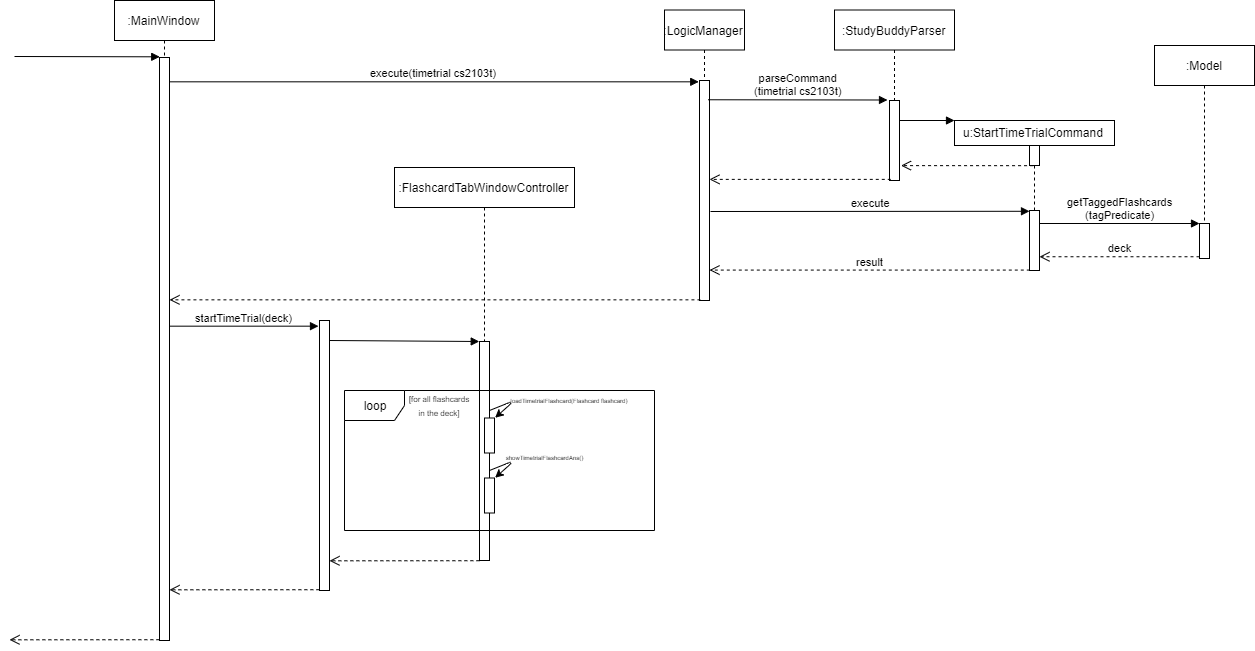 :MainWindow
:LogicManager
:StudyBuddyParser
:Model
execute(timetrial cs2103t)
parseCommand
(timetrial cs2103t)
u:StartTimeTrialCommand
:FlashcardTabWindowController
execute
getTaggedFlashcards
(tagPredicate)
deck
result
startTimeTrial(deck)
loop
[for all flashcards
in the deck]
loadTimetrialFlashcard(Flashcard flashcard)
showTimetrialFlashcardAns()